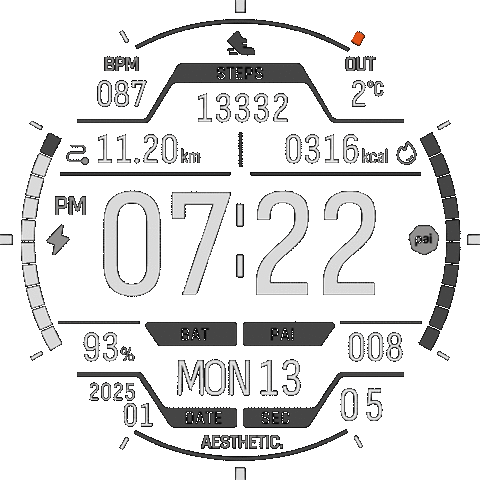 BPM
OUT
087
STEPS
2°C
13332
11.20km
0316kcal
PM
07:22
pai
BAT
PAI
93%
008
MON 13
2025
01
DATE
SEC
05
AESTHETIC.